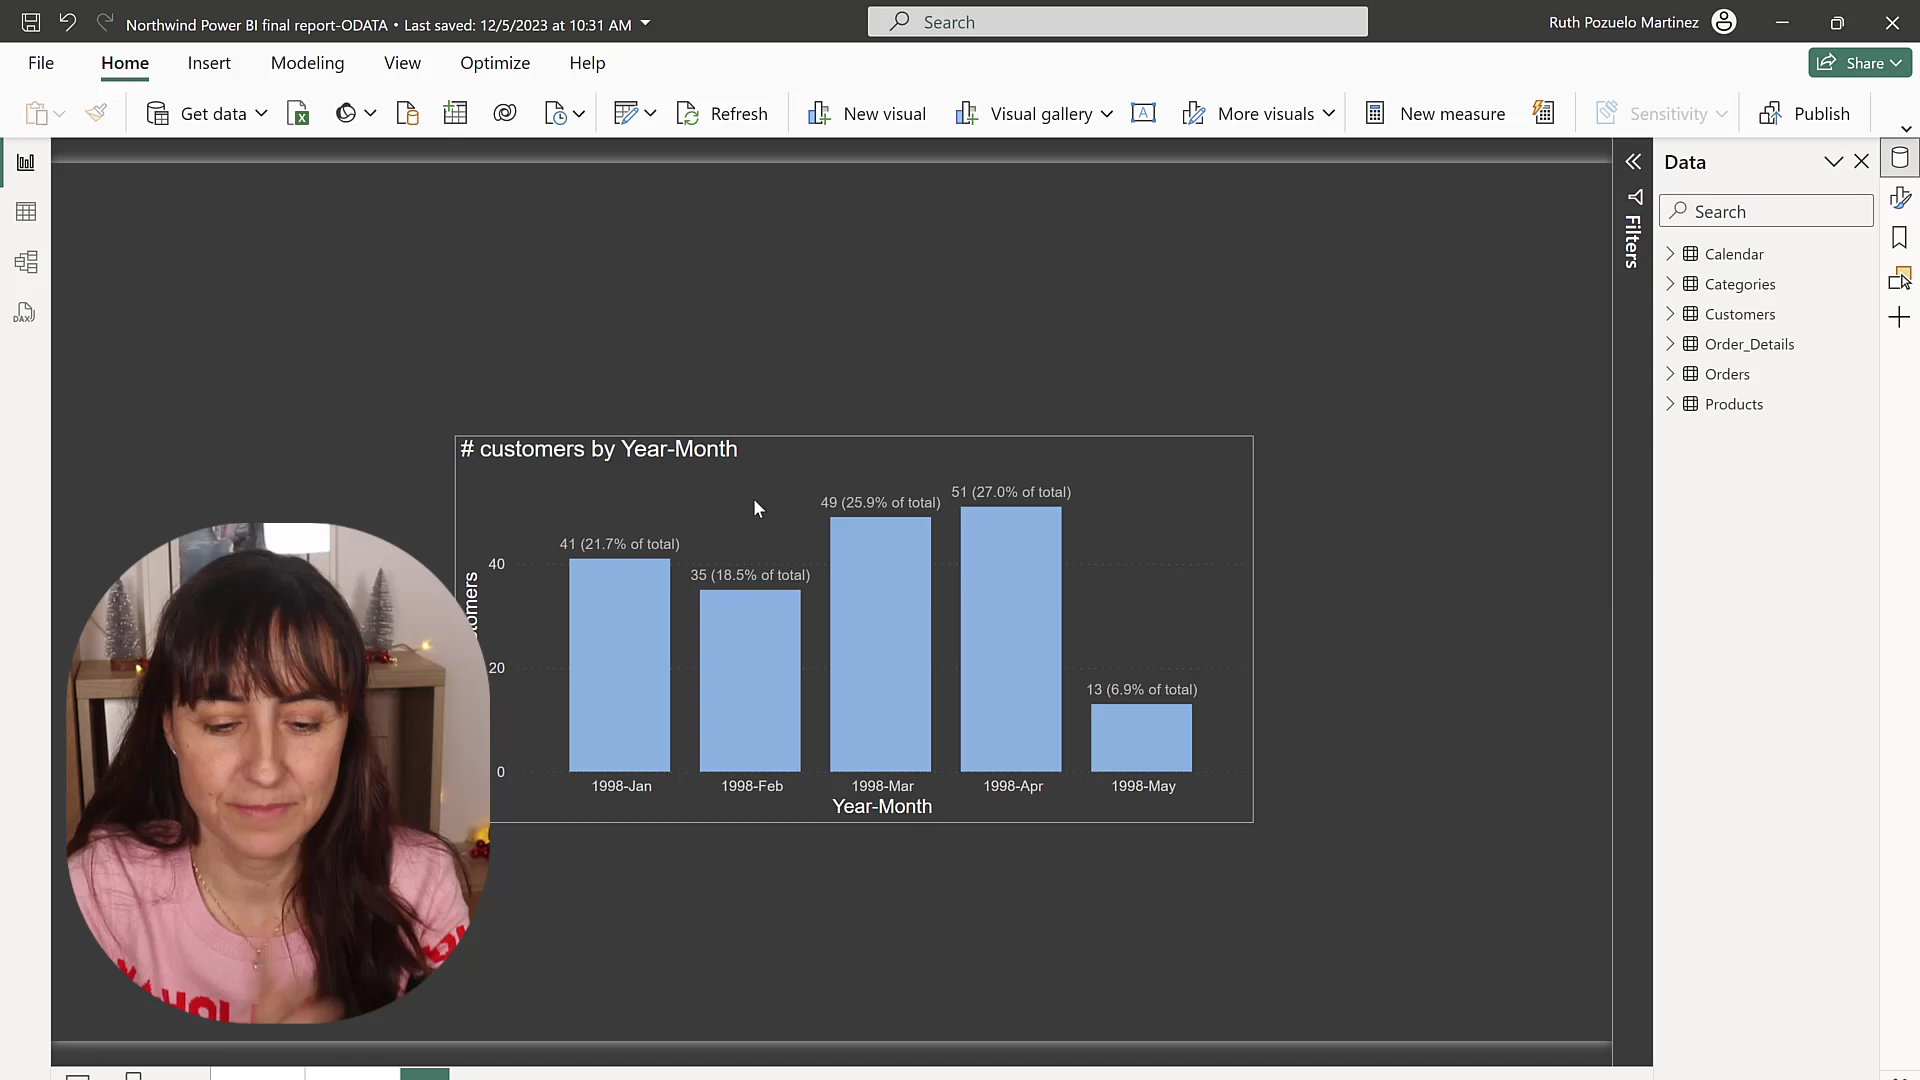 Northwind Power BI final report-ODATA • Last saved: 12/5/2023 at 10:31 AM
Search
Ruth Pozuelo Martinez
File Home Insert Modeling View Optimize Help
Share
Get data
Refresh
New visual
Visual gallery
More visuals
New measure
Sensitivity
Publish
DAX
Filters
Data
Search
Calendar
Categories
Customers
Order_Details
Orders
Products
# customers by Year-Month
51 (27.0% of total)
49 (25.9% of total)
41 (21.7% of total)
35 (18.5% of total)
13 (6.9% of total)
40
20
0
1998-Jan 1998-Feb 1998-Mar 1998-Apr 1998-May
Year-Month